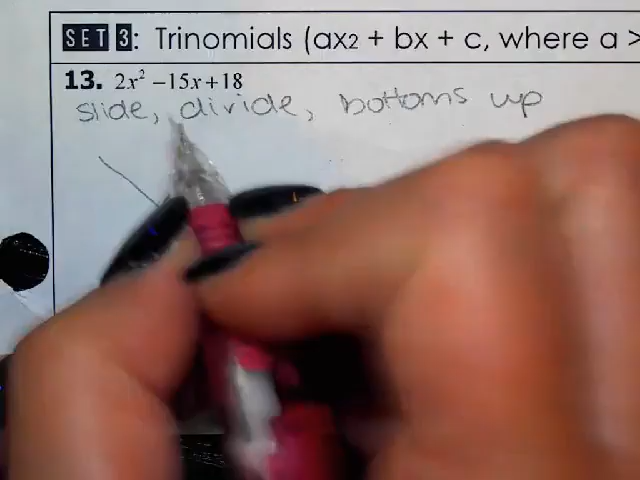 SET 3: Trinomials (ax2 + bx + c, where a >
13. 2x² −15x+18
slide, divide, bottoms up